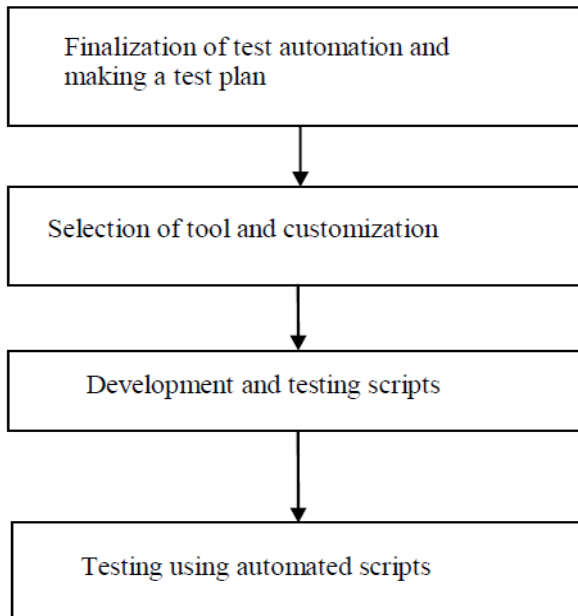 Finalization of test automation and
making a test plan
Selection of tool and customization
Development and testing scripts
Testing using automated scripts